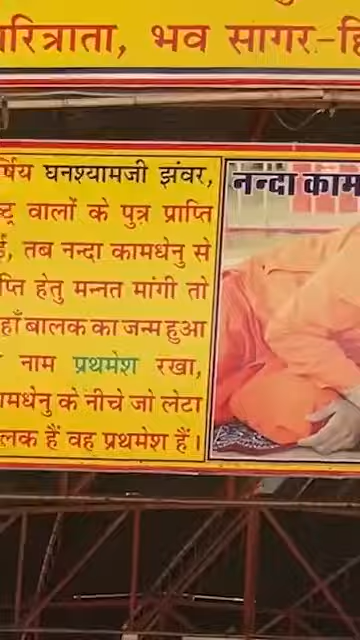 परित्राता, भव सागर-हि
र्षिय घनश्यामजी झंवर,
ष्ट्र वालों के पुत्र प्राप्ति
ई, तब नन्दा कामधेनु से
प्ति हेतु मन्नत मांगी तो
हाँ बालक का जन्म हुआ
नाम प्रथमेश रखा,
ामधेनु के नीचे जो लेटा
लक हैं वह प्रथमेश हैं।
नन्दा काम